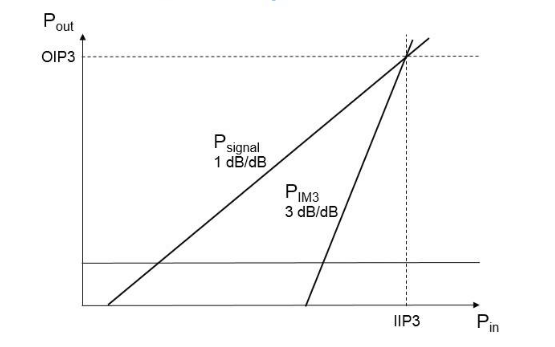 Pout
OIP3
Psignal
1 dB/dB
PIM3
3 dB/dB
IIP3
Pin